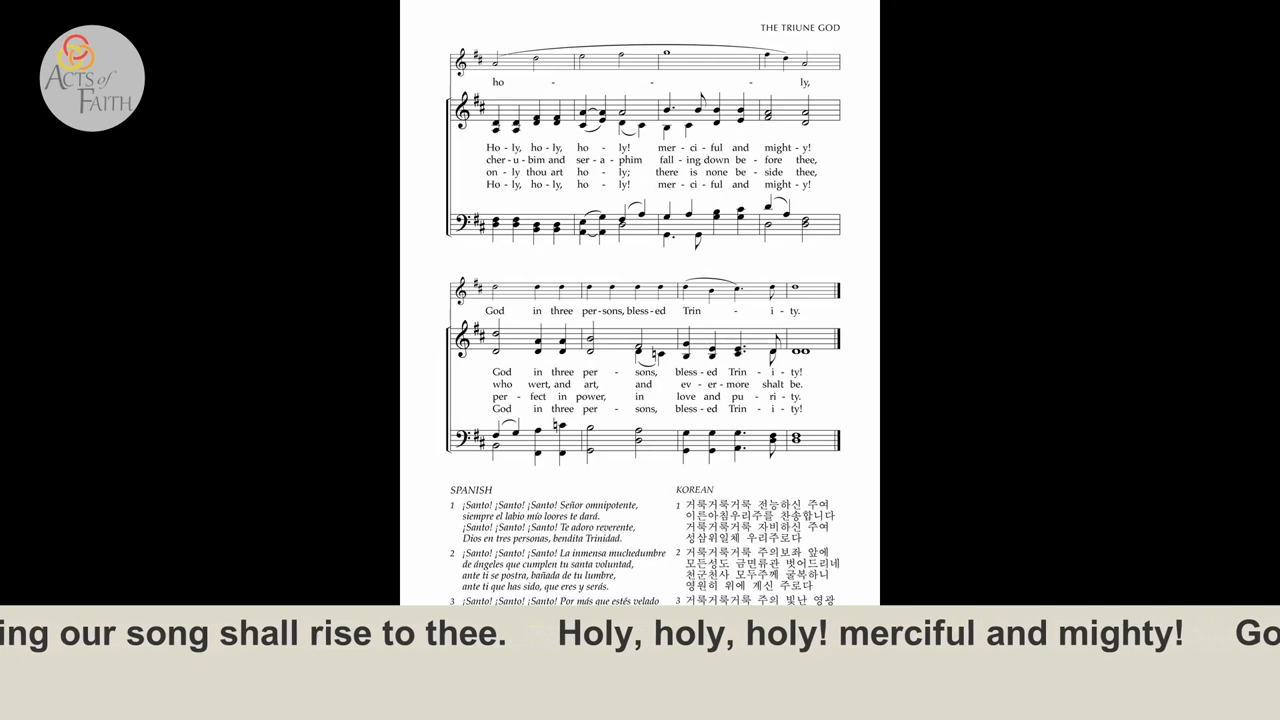 ACTS of
FAITH
THE TRIUNE GOD
ho - - - ly,
Ho - ly, ho - ly, ho - ly! mer - ci - ful and might - y!
cher - u - bim and ser - a - phim fall - ing down be - fore thee,
on - ly thou art ho - ly; there is none be - side thee,
Ho - ly, ho - ly, ho - ly! mer - ci - ful and might - y!
God in three per - sons, bless - ed Trin - i - ty.
God in three per - sons, bless - ed Trin - i - ty!
who wert, and art, and ev - er - more shalt be.
per - fect in power, in love and pu - ri - ty.
God in three per - sons, bless - ed Trin - i - ty!
SPANISH
1 ¡Santo! ¡Santo! ¡Santo! Señor omnipotente,
siempre el labio mío loores te dará.
¡Santo! ¡Santo! ¡Santo! Te adoro reverente,
Dios en tres personas, bendita Trinidad.
2 ¡Santo! ¡Santo! ¡Santo! La inmensa muchedumbre
de ángeles que cumplen tu santa voluntad,
ante ti se postra, bañada de tu lumbre,
ante ti que has sido, que eres y serás.
3 ¡Santo! ¡Santo! ¡Santo! Por más que estés velado
KOREAN
1 거룩거룩거룩 전능하신 주여
이른아침우리주를 찬송합니다
거룩거룩거룩 자비하신 주여
성삼위일체 우리주로다
2 거룩거룩거룩 주의보좌 앞에
모든성도 금면류관 벗어드리네
천군천사 모두주께 굴복하니
영원히 위에 계신 주로다
3 거룩거룩거룩 주의 빛난 영광
ing our song shall rise to thee. Holy, holy, holy! merciful and mighty! Go